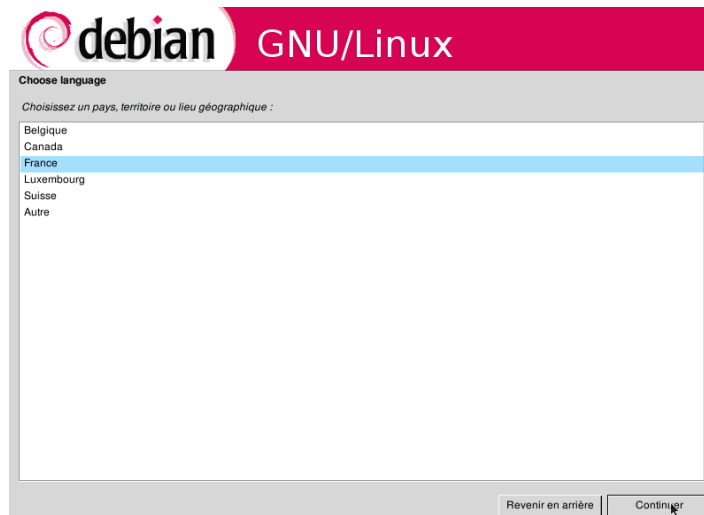 debian GNU/Linux
Choose language
Choisissez un pays, territoire ou lieu géographique :
Belgique
Canada
France
Luxembourg
Suisse
Autre
Revenir en arrière Continuer